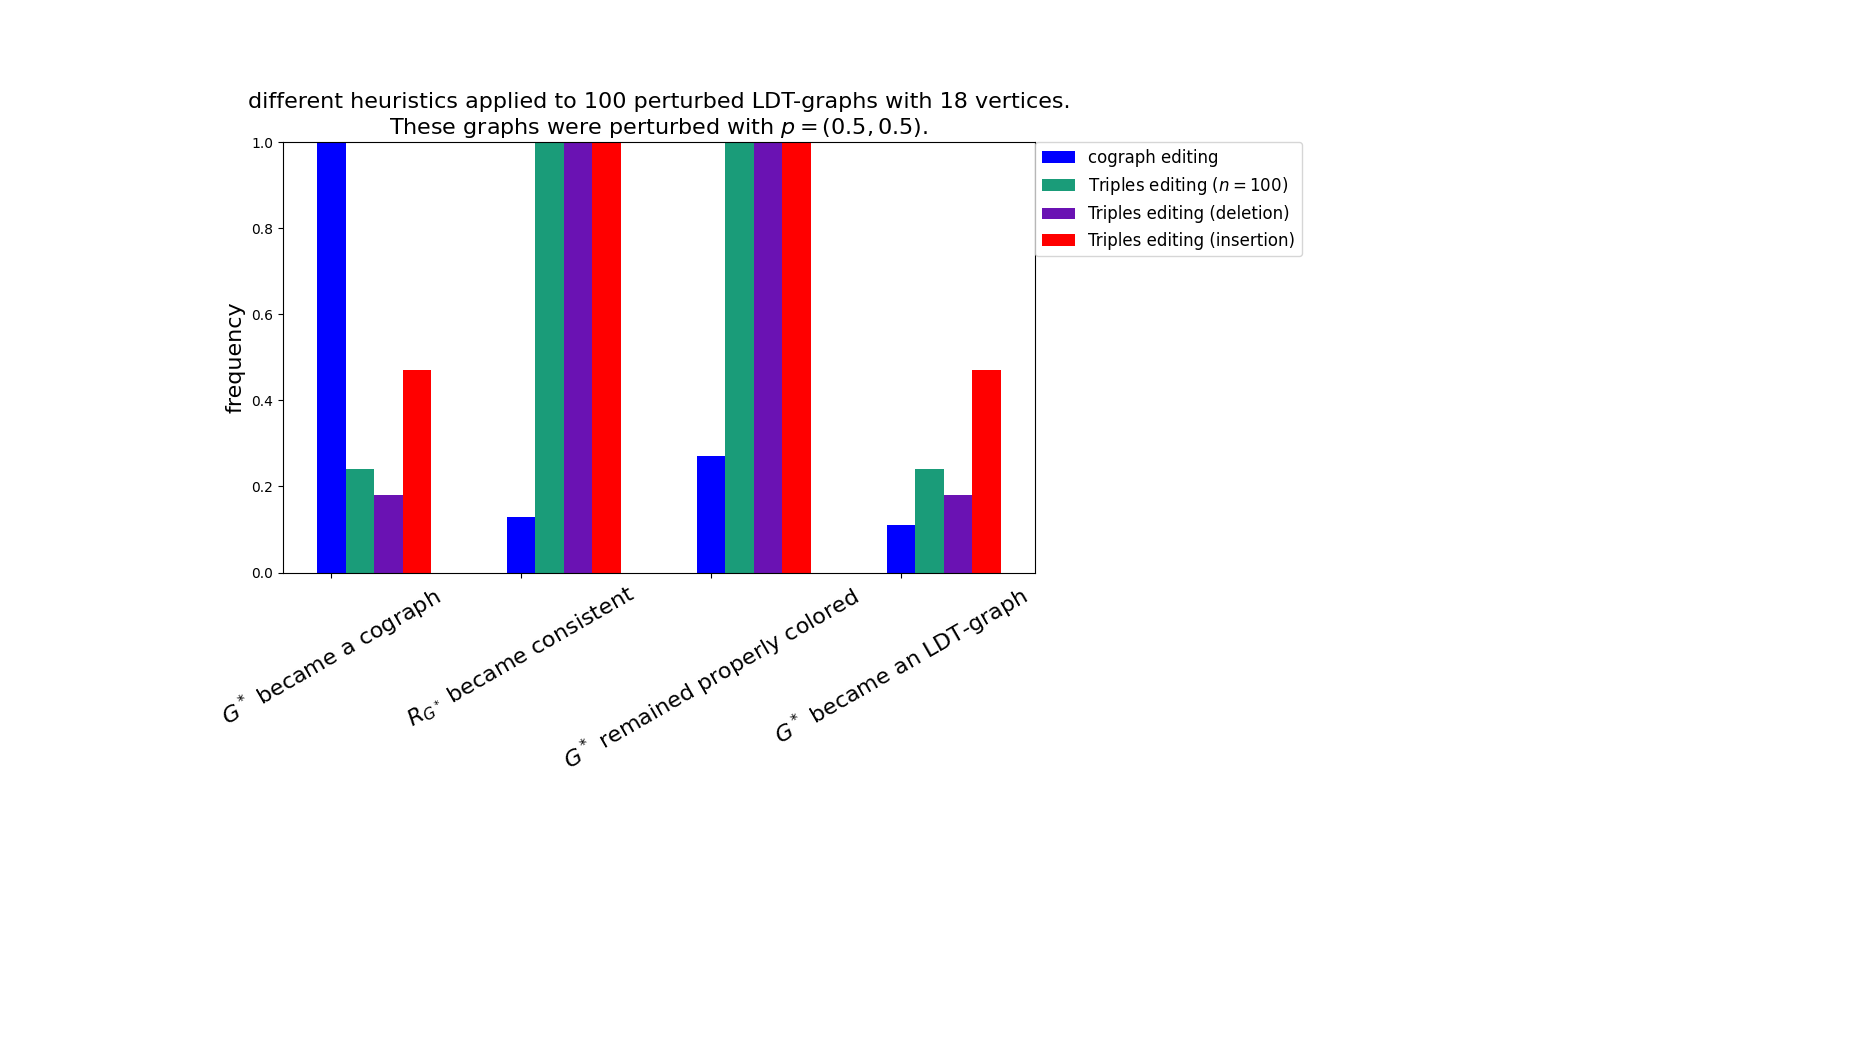 different heuristics applied to 100 perturbed LDT-graphs with 18 vertices.
These graphs were perturbed with p = (0.5, 0.5).
1.0
0.8
0.6
0.4
0.2
0.0
frequency
cograph editing
Triples editing (n = 100)
Triples editing (deletion)
Triples editing (insertion)
G* became a cograph
R_{G*} became consistent
G* remained properly colored
G* became an LDT-graph